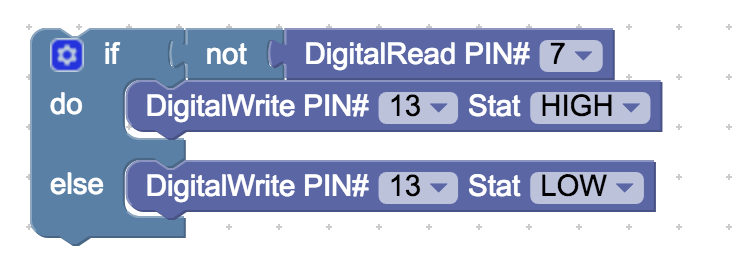 if not DigitalRead PIN# 7
do DigitalWrite PIN# 13 Stat HIGH
else DigitalWrite PIN# 13 Stat LOW